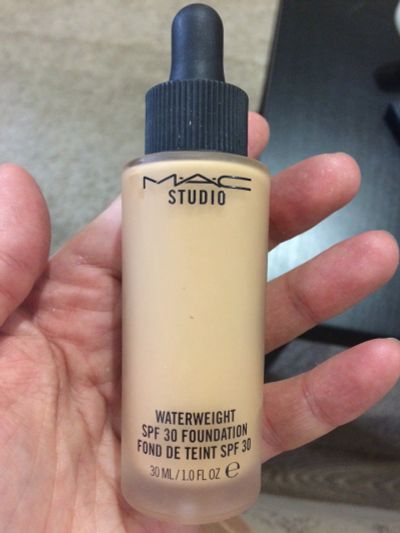 M·A·C
STUDIO
WATERWEIGHT
SPF 30 FOUNDATION
FOND DE TEINT SPF 30
30 ML / 1.0 FL OZ ℮